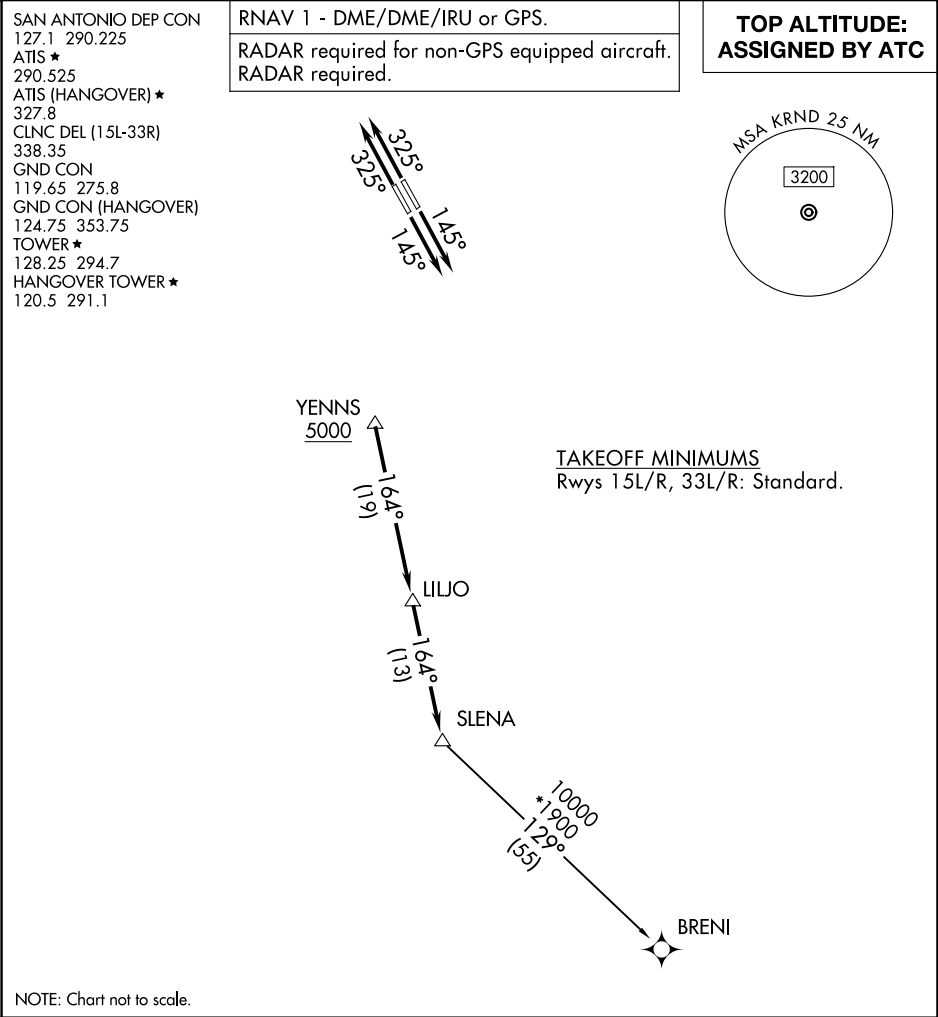 SAN ANTONIO DEP CON
127.1 290.225
ATIS ★
290.525
ATIS (HANGOVER) ★
327.8
CLNC DEL (15L-33R)
338.35
GND CON
119.65 275.8
GND CON (HANGOVER)
124.75 353.75
TOWER ★
128.25 294.7
HANGOVER TOWER ★
120.5 291.1
RNAV 1 - DME/DME/IRU or GPS.
RADAR required for non-GPS equipped aircraft.
RADAR required.
TOP ALTITUDE:
ASSIGNED BY ATC
325°
325°
145°
145°
MSA KRND 25 NM
3200
YENNS
5000
164°
(19)
TAKEOFF MINIMUMS
Rwys 15L/R, 33L/R: Standard.
LILJO
164°
(13)
SLENA
10000
*1900
129°
(55)
BRENI
NOTE: Chart not to scale.